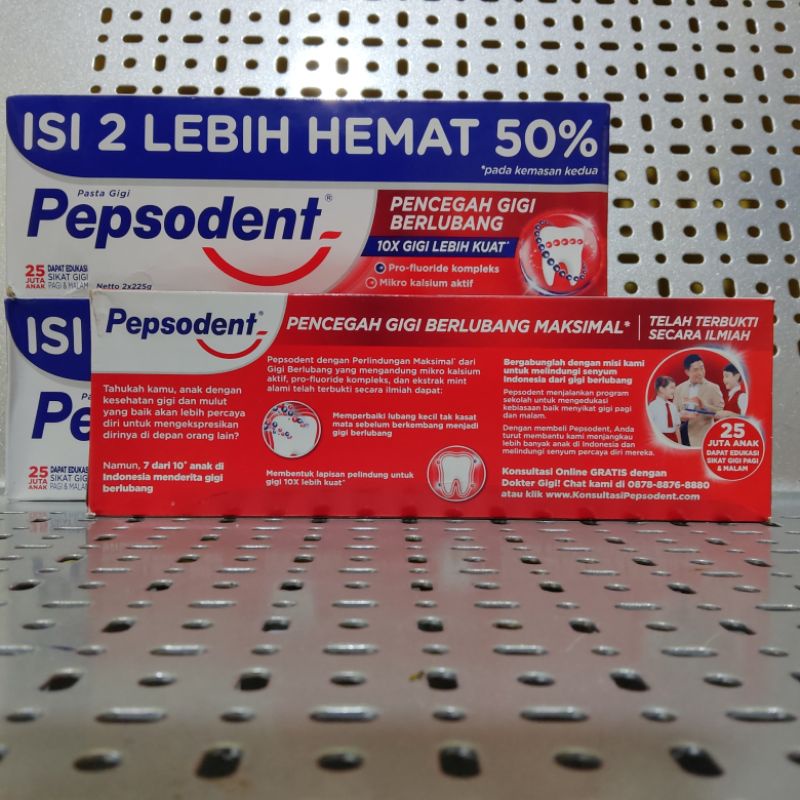 ISI 2 LEBIH HEMAT 50%
*pada kemasan kedua
Pasta Gigi
Pepsodent®
PENCEGAH GIGI
BERLUBANG
10X GIGI LEBIH KUAT^
Pro-fluoride kompleks
Mikro kalsium aktif
25
JUTA
ANAK
DAPAT EDUKASI
SIKAT GIGI
PAGI & MALAM
Netto 2x225g
ISI
P
25
JUTA
ANAK
DAPAT EDUKASI
SIKAT GIGI
PAGI & MALAM
Pepsodent
PENCEGAH GIGI BERLUBANG MAKSIMAL*
TELAH TERBUKTI
SECARA ILMIAH
Tahukah kamu, anak dengan
kesehatan gigi dan mulut
yang baik akan lebih percaya
diri untuk mengekspresikan
dirinya di depan orang lain?
Namun, 7 dari 10^ anak di
Indonesia menderita gigi
berlubang
Pepsodent dengan Perlindungan Maksimal* dari
Gigi Berlubang yang mengandung mikro kalsium
aktif, pro-fluoride kompleks, dan ekstrak mint
alami telah terbukti secara ilmiah dapat:
Memperbaiki lubang kecil tak kasat
mata sebelum berkembang menjadi
gigi berlubang
Membentuk lapisan pelindung untuk
gigi 10X lebih kuat^
Bergabunglah dengan misi kami
untuk melindungi senyum
Indonesia dari gigi berlubang
Pepsodent menjalankan program
sekolah untuk mengedukasi
kebiasaan baik menyikat gigi pagi
dan malam.
Dengan membeli Pepsodent, Anda
turut membantu kami menjangkau
lebih banyak anak di Indonesia dan
melindungi senyum percaya diri mereka.
25
JUTA ANAK
DAPAT EDUKASI
SIKAT GIGI PAGI
& MALAM
Konsultasi Online GRATIS dengan
Dokter Gigi! Chat kami di 0878-8876-8880
atau klik www.KonsultasiPepsodent.com